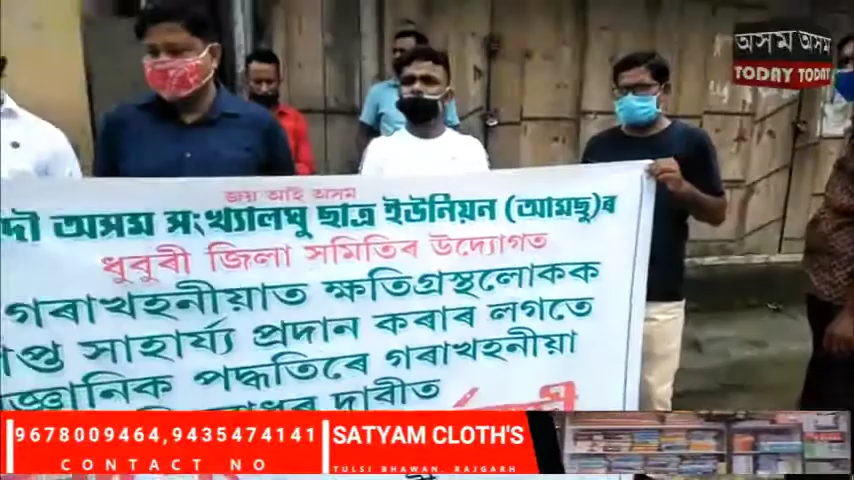 অসম অসম
TODAY TODAY
জয় আই অসম
দী অসম সংখ্যালঘু ছাত্ৰ ইউনিয়ন (আমছু)ৰ
ধুবুৰী জিলা সমিতিৰ উদ্যোগত
গৰাখহনীয়াত ক্ষতিগ্ৰস্থলোকক
সাহাৰ্য্য প্ৰদান কৰাৰ লগতে
জ্ঞানিক পদ্ধতিৰে গৰাখহনীয়া
দাবীত
9678009464,9435475141
CONTACT NO
SATYAM CLOTH'S
TULSI BHAWAN. RAJGARH